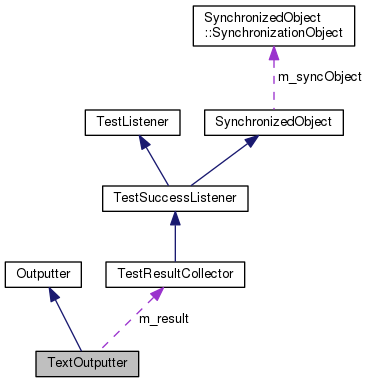 SynchronizedObject
::SynchronizationObject
m_syncObject
TestListener
SynchronizedObject
TestSuccessListener
Outputter
TestResultCollector
m_result
TextOutputter